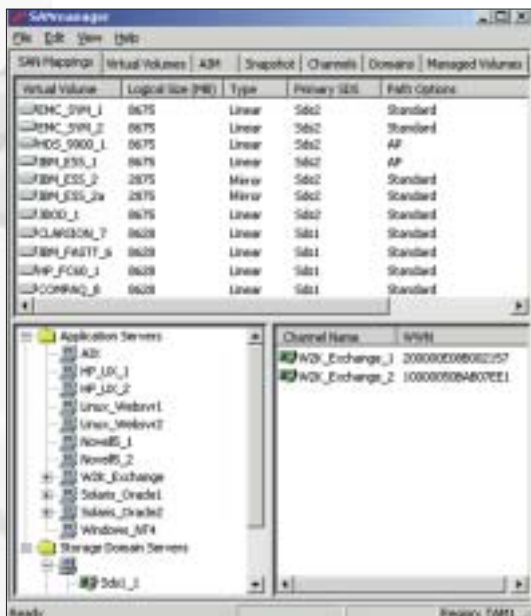 SANmanager
File Edit View Help
SAN Mappings Virtual Volumes AIM Snapshot Channels Domains Managed Volumes
Virtual Volume Logical Size (MB) Type Primary SDS Path Options
EMC_SYM_1 8675 Linear Sds2 Standard
EMC_SYM_2 8675 Linear Sds2 Standard
HDS_9900_1 8675 Linear Sds2 AP
IBM_ESS_1 8675 Linear Sds2 AP
IBM_ESS_2 2875 Mirror Sds2 Standard
IBM_ESS_2a 2875 Mirror Sds2 Standard
JBOD_1 8675 Linear Sds2 Standard
CLARIION_7 8628 Linear Sds1 Standard
IBM_FASTT_6 8628 Linear Sds1 Standard
HP_FC60_1 8628 Linear Sds1 Standard
COMPAQ_8 8628 Linear Sds1 Standard
Application Servers
AIX
HP_UX_1
HP_UX_2
Linux_Websvr1
Linux_Websvr2
Novell5_1
Novell5_2
W2K_Exchange
Solaris_Oracle1
Solaris_Oracle2
Windows_NT4
Storage Domain Servers
Sds1_1
Channel Name WWN
W2K_Exchange_1
W2K_Exchange_2
Ready